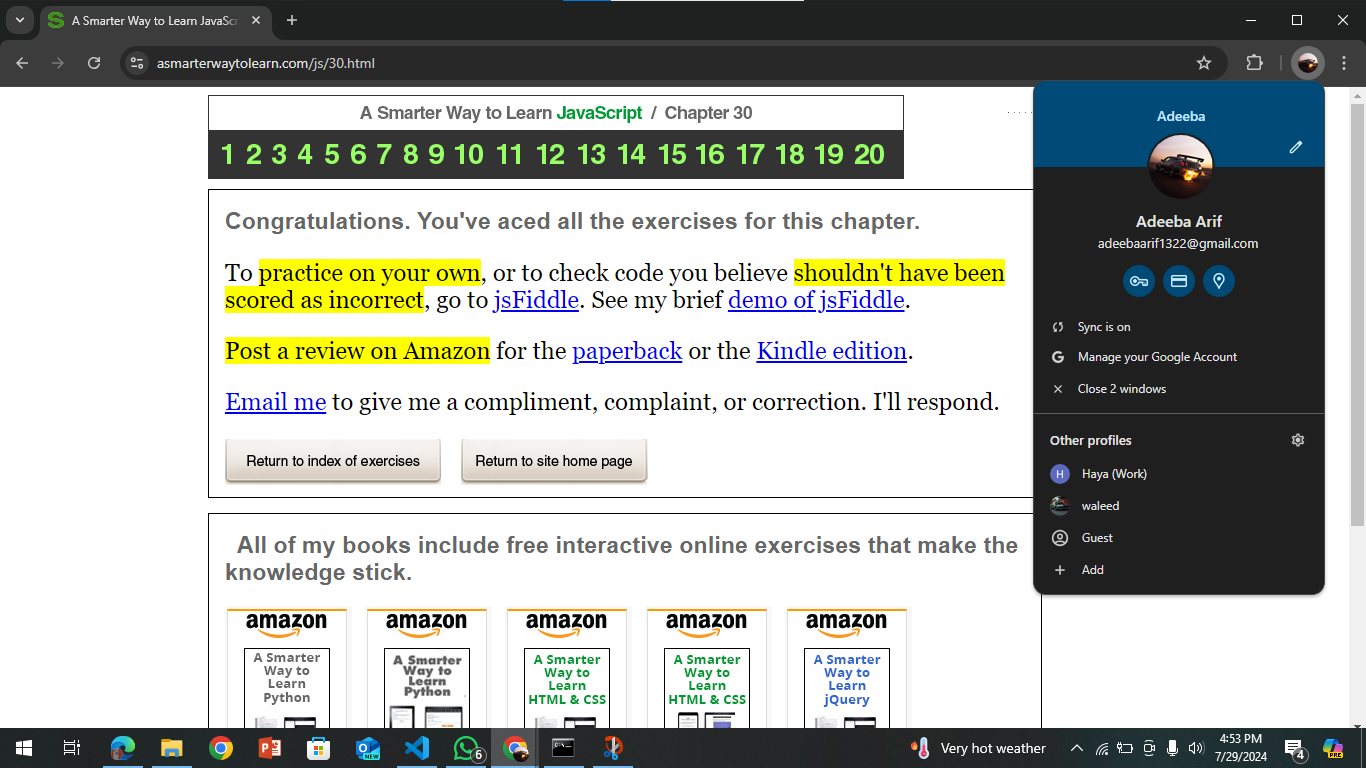 A Smarter Way to Learn JavaScr
asmarterwaytolearn.com/js/30.html
A Smarter Way to Learn JavaScript / Chapter 30
1 2 3 4 5 6 7 8 9 10 11 12 13 14 15 16 17 18 19 20
Congratulations. You've aced all the exercises for this chapter.
To practice on your own, or to check code you believe shouldn't have been
scored as incorrect, go to jsFiddle. See my brief demo of jsFiddle.
Post a review on Amazon for the paperback or the Kindle edition.
Email me to give me a compliment, complaint, or correction. I'll respond.
Return to index of exercises
Return to site home page
All of my books include free interactive online exercises that make the
knowledge stick.
amazon
A Smarter
Way to
Learn
Python
amazon
A Smarter
Way to
Learn
Python
amazon
A Smarter
Way to
Learn
HTML & CSS
amazon
A Smarter
Way to
Learn
HTML & CSS
amazon
A Smarter
Way to
Learn
jQuery
Adeeba
Adeeba Arif
adeebaarif1322@gmail.com
Sync is on
Manage your Google Account
Close 2 windows
Other profiles
H
Haya (Work)
waleed
Guest
Add
NEW
6
Very hot weather
4:53 PM
7/29/2024
4
PRE